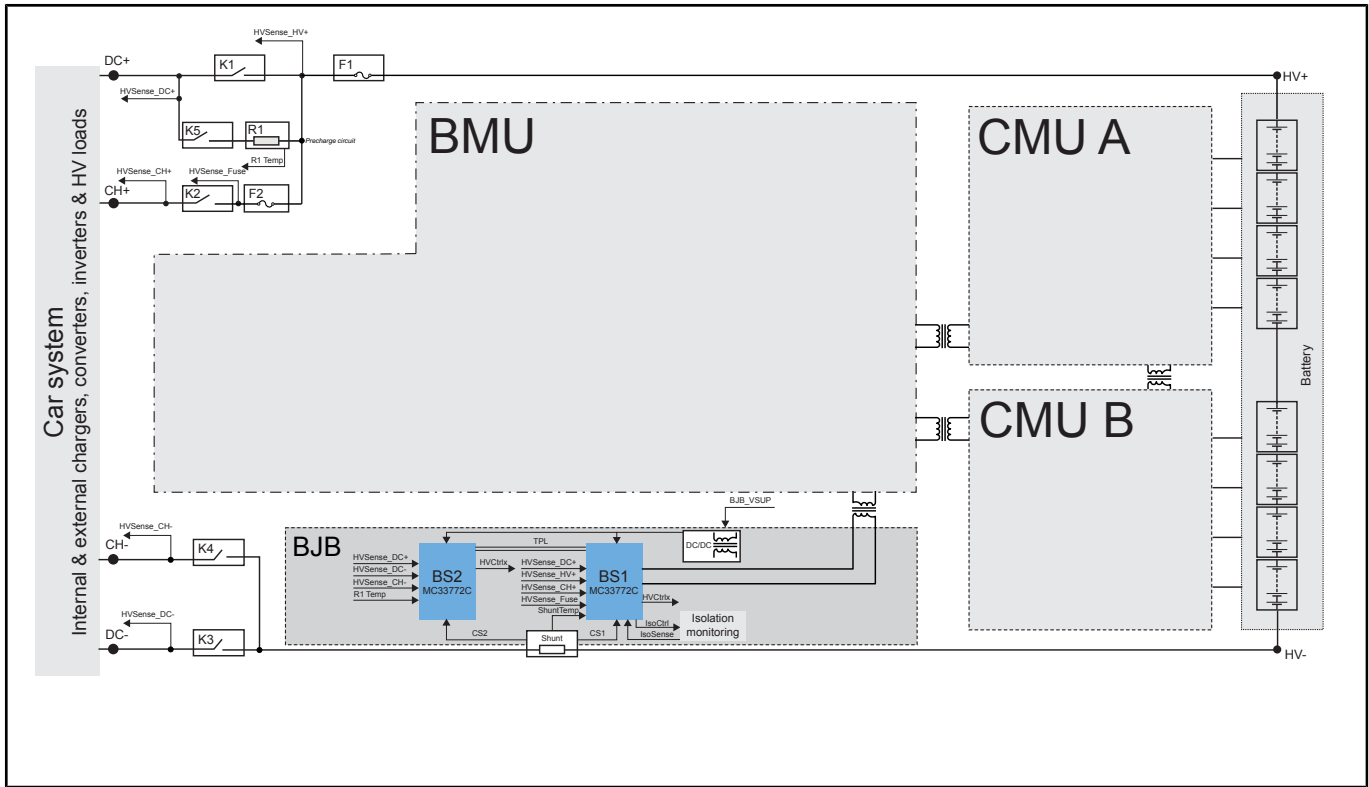 HVSense_HV+
DC+
K1
F1
HV+
HVSense_DC+
K5
R1
Precharge circuit
R1 Temp
HVSense_CH+
HVSense_Fuse
CH+
K2
F2
Car system
Internal & external chargers, converters, inverters & HV loads
BMU
CMU A
CMU B
Battery
BJB_VSUP
HVSense_CH-
CH-
K4
HVSense_DC-
DC-
K3
BJB
TPL
DC/DC
BS2
MC33772C
HVSense_DC+
HVSense_DC-
HVSense_CH-
R1 Temp
HVCtrlx
BS1
MC33772C
HVSense_DC+
HVSense_HV+
HVSense_CH+
HVSense_Fuse
ShuntTemp
HVCtrlx
IsoCtrl
IsoSense
Isolation
monitoring
CS2
Shunt
CS1
HV-